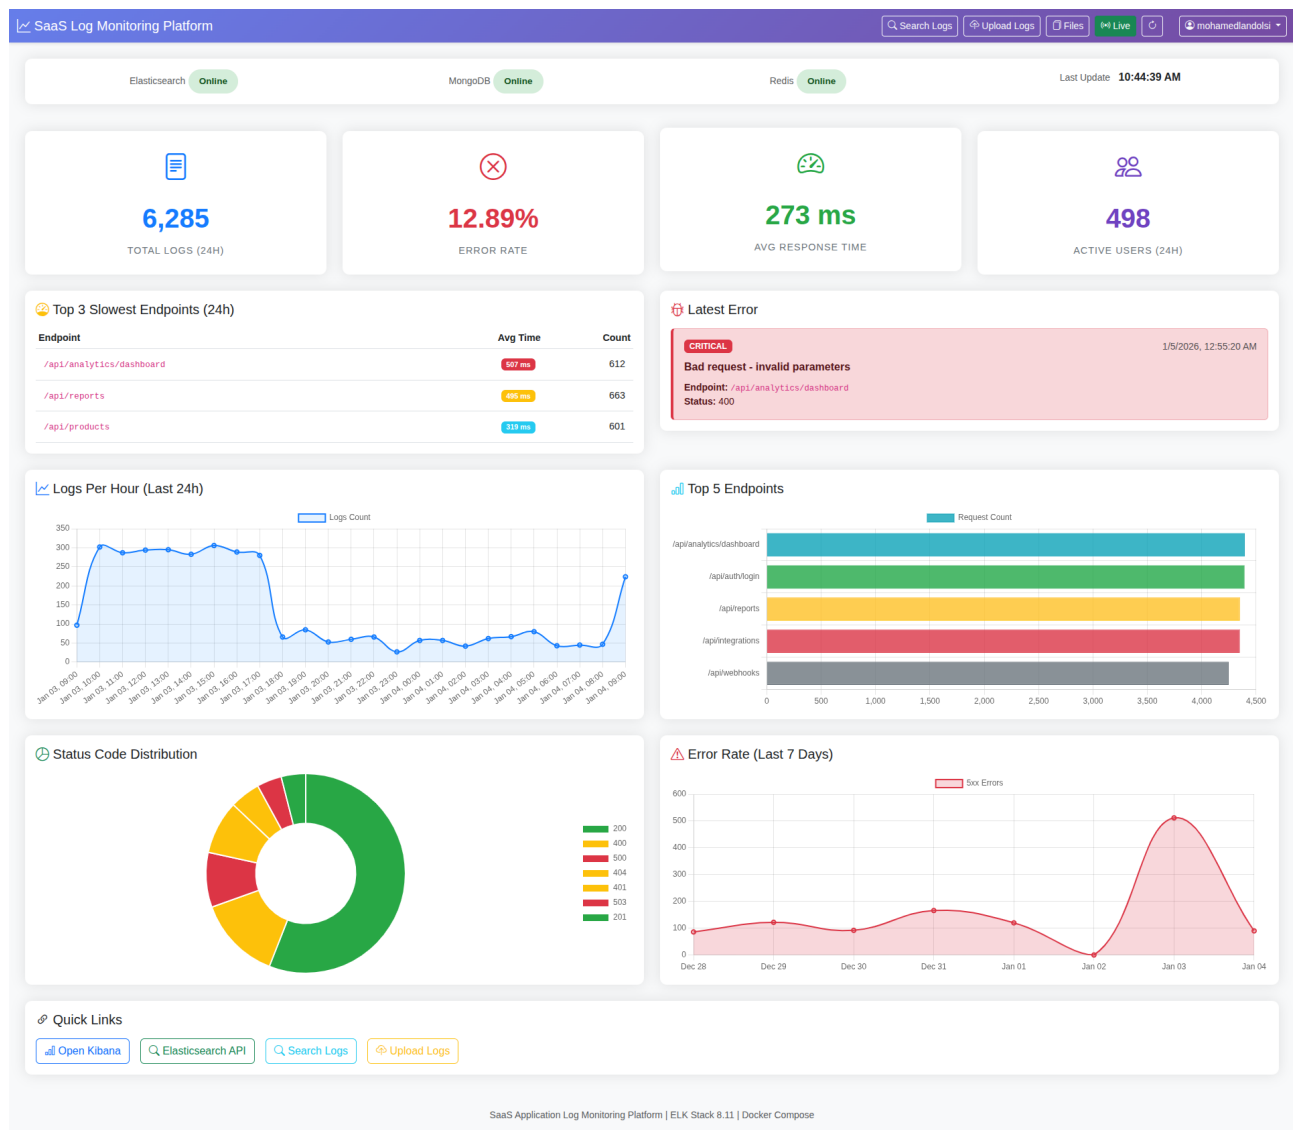 SaaS Log Monitoring Platform
Search Logs
Upload Logs
Files
Live
mohamedlandolsi
Elasticsearch Online
MongoDB Online
Redis Online
Last Update 10:44:39 AM
6,285
TOTAL LOGS (24H)
12.89%
ERROR RATE
273 ms
AVG RESPONSE TIME
498
ACTIVE USERS (24H)
Top 3 Slowest Endpoints (24h)
Endpoint Avg Time Count
/api/analytics/dashboard 507 ms 612
/api/reports 495 ms 663
/api/products 319 ms 601
Latest Error
CRITICAL 1/5/2026, 12:55:20 AM
Bad request - invalid parameters
Endpoint: /api/analytics/dashboard
Status: 400
Logs Per Hour (Last 24h)
Logs Count
350
300
250
200
150
100
50
0
Jan 03, 09:00
Jan 03, 10:00
Jan 03, 11:00
Jan 03, 12:00
Jan 03, 13:00
Jan 03, 14:00
Jan 03, 15:00
Jan 03, 16:00
Jan 03, 17:00
Jan 03, 18:00
Jan 03, 19:00
Jan 03, 20:00
Jan 03, 21:00
Jan 03, 22:00
Jan 03, 23:00
Jan 04, 00:00
Jan 04, 01:00
Jan 04, 02:00
Jan 04, 03:00
Jan 04, 04:00
Jan 04, 05:00
Jan 04, 06:00
Jan 04, 07:00
Jan 04, 08:00
Jan 04, 09:00
Top 5 Endpoints
Request Count
/api/analytics/dashboard
/api/auth/login
/api/reports
/api/integrations
/api/webhooks
0 500 1,000 1,500 2,000 2,500 3,000 3,500 4,000 4,500
Status Code Distribution
200
400
500
404
401
503
201
Error Rate (Last 7 Days)
5xx Errors
600
500
400
300
200
100
0
Dec 28 Dec 29 Dec 30 Dec 31 Jan 01 Jan 02 Jan 03 Jan 04
Quick Links
Open Kibana
Elasticsearch API
Search Logs
Upload Logs
SaaS Application Log Monitoring Platform | ELK Stack 8.11 | Docker Compose